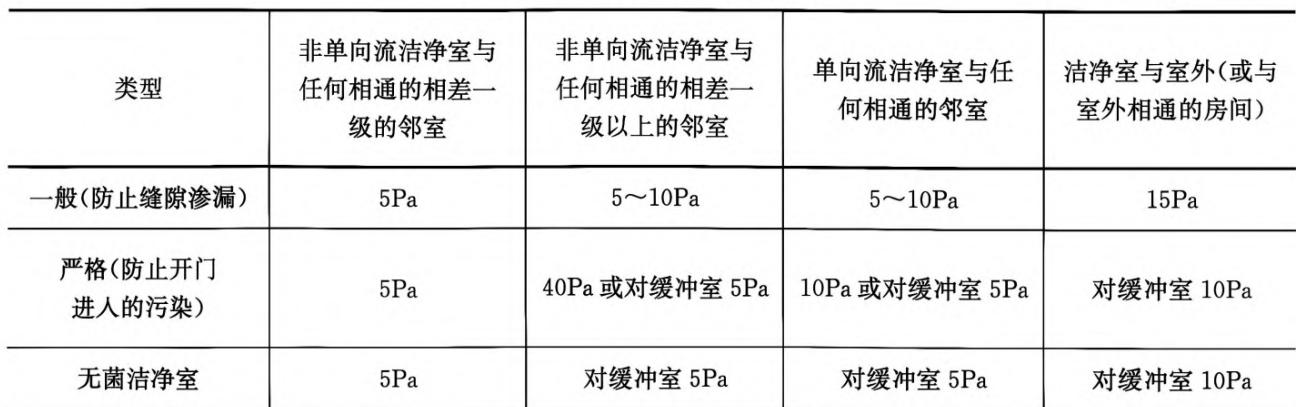 类型
非单向流洁净室与
任何相通的相差一
级的邻室
非单向流洁净室与
任何相通的相差一
级以上的邻室
单向流洁净室与任
何相通的邻室
洁净室与室外(或与
室外相通的房间)
一般(防止缝隙渗漏)
5Pa
5～10Pa
5～10Pa
15Pa
严格(防止开门
进入的污染)
5Pa
40Pa 或对缓冲室 5Pa
10Pa 或对缓冲室 5Pa
对缓冲室 10Pa
无菌洁净室
5Pa
对缓冲室 5Pa
对缓冲室 5Pa
对缓冲室 10Pa